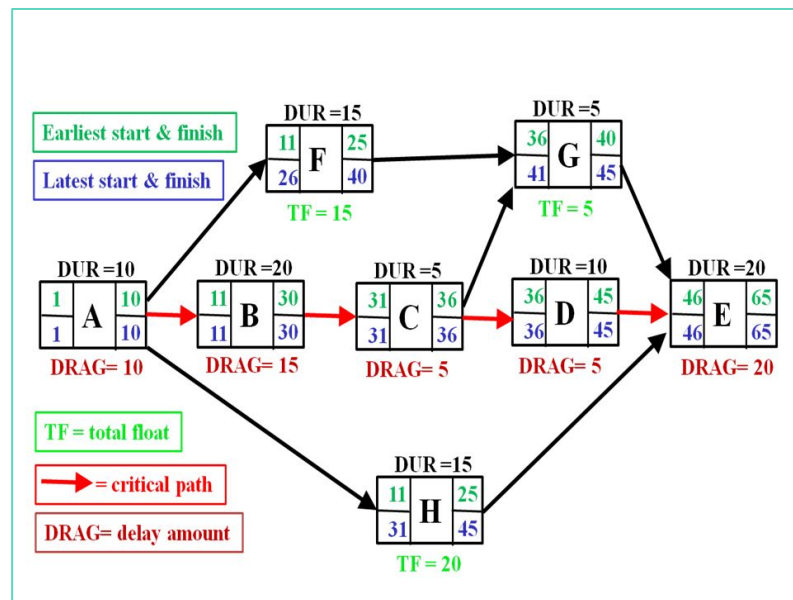 DUR =15
DUR =5
Earliest start & finish
11 25
F
26 40
36 40
G
41 45
Latest start & finish
TF = 15
TF = 5
DUR =10
DUR =20
DUR =5
DUR =10
DUR =20
1 10
A
1 10
11 30
B
11 30
31 36
C
31 36
36 45
D
36 45
46 65
E
46 65
DRAG= 10
DRAG= 15
DRAG= 5
DRAG= 5
DRAG= 20
TF = total float
= critical path
DRAG= delay amount
DUR =15
11 25
H
31 45
TF = 20